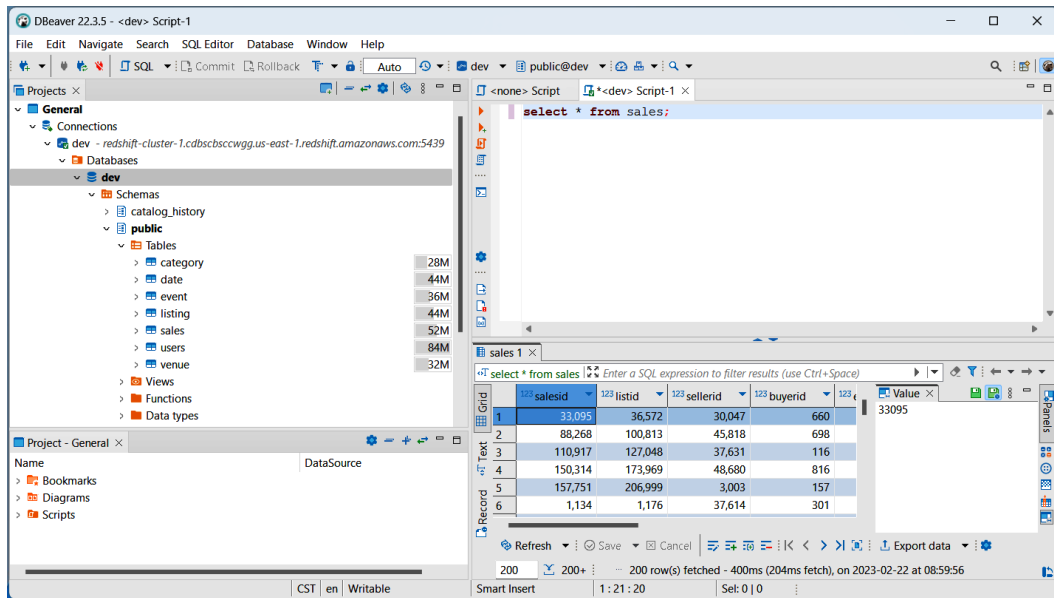 DBeaver 22.3.5 - <dev> Script-1
File Edit Navigate Search SQL Editor Database Window Help
SQL Commit Rollback Auto dev public@dev
Projects
General
Connections
dev - redshift-cluster-1.cdbscbsccwgg.us-east-1.redshift.amazonaws.com:5439
Databases
dev
Schemas
catalog_history
public
Tables
category 28M
date 44M
event 36M
listing 44M
sales 52M
users 84M
venue 32M
Views
Functions
Data types
Project - General
Name DataSource
Bookmarks
Diagrams
Scripts
<none> Script *<dev> Script-1
select * from sales;
sales 1
select * from sales Enter a SQL expression to filter results (use Ctrl+Space)
Grid
Text
Record
123 salesid 123 listid 123 sellerid 123 buyerid 123
1 33,095 36,572 30,047 660
2 88,268 100,813 45,818 698
3 110,917 127,048 37,631 116
4 150,314 173,969 48,680 816
5 157,751 206,999 3,003 157
6 1,134 1,176 37,614 301
Value
33095
Panels
Refresh Save Cancel Export data
200 200+ 200 row(s) fetched - 400ms (204ms fetch), on 2023-02-22 at 08:59:56
CST en Writable Smart Insert 1 : 21 : 20 Sel: 0 | 0